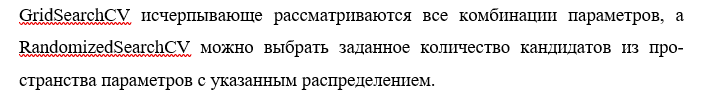 GridSearchCV исчерпывающе рассматриваются все комбинации параметров, а
RandomizedSearchCV можно выбрать заданное количество кандидатов из про-
странства параметров с указанным распределением.